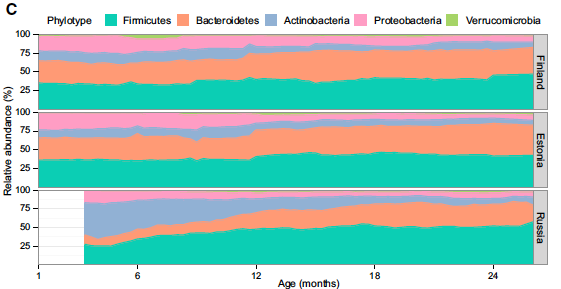 C
Phylotype Firmicutes Bacteroidetes Actinobacteria Proteobacteria Verrucomicrobia
Relative abundance (%)
100
75
50
25
Finland
100
75
50
25
Estonia
100
75
50
25
Russia
1 6 12 18 24
Age (months)